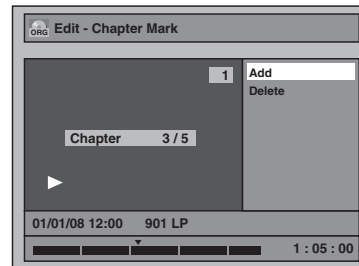 ORG Edit - Chapter Mark
1
Add
Delete
Chapter 3 / 5
01/01/08 12:00 901 LP
1 : 05 : 00